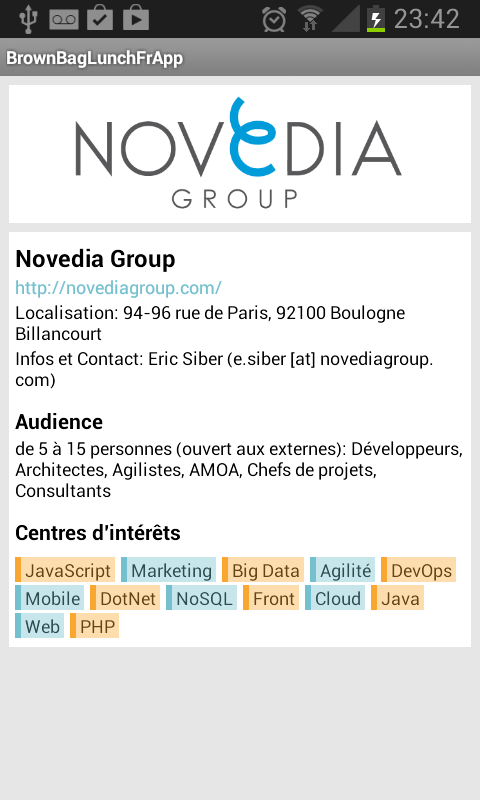 23:42
BrownBagLunchFrApp
NOVEDIA
GROUP
Novedia Group
http://novediagroup.com/
Localisation: 94-96 rue de Paris, 92100 Boulogne
Billancourt
Infos et Contact: Eric Siber (e.siber [at] novediagroup.
com)
Audience
de 5 à 15 personnes (ouvert aux externes): Développeurs,
Architectes, Agilistes, AMOA, Chefs de projets,
Consultants
Centres d'intérêts
JavaScript Marketing Big Data Agilité DevOps
Mobile DotNet NoSQL Front Cloud Java
Web PHP